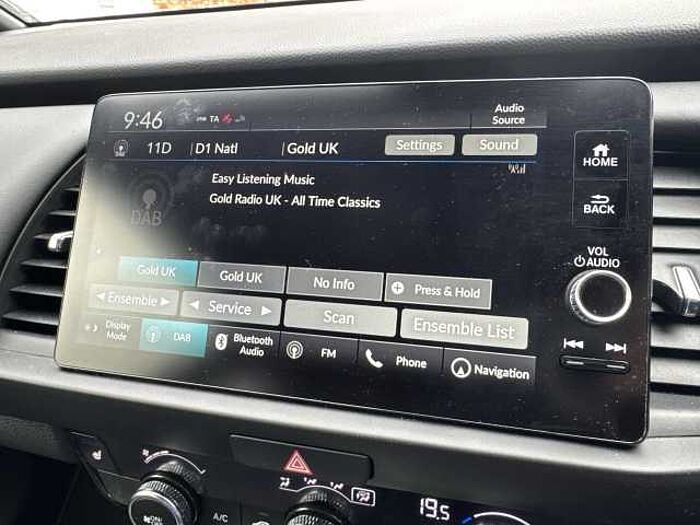 9:46 TA Audio Source
11D D1 Natl Gold UK Settings Sound
Easy Listening Music
Gold Radio UK - All Time Classics
DAB
HOME
BACK
VOL
AUDIO
Gold UK Gold UK No Info Press & Hold
Ensemble Service Scan Ensemble List
Display Mode DAB Bluetooth Audio FM Phone Navigation
A/C
19.5